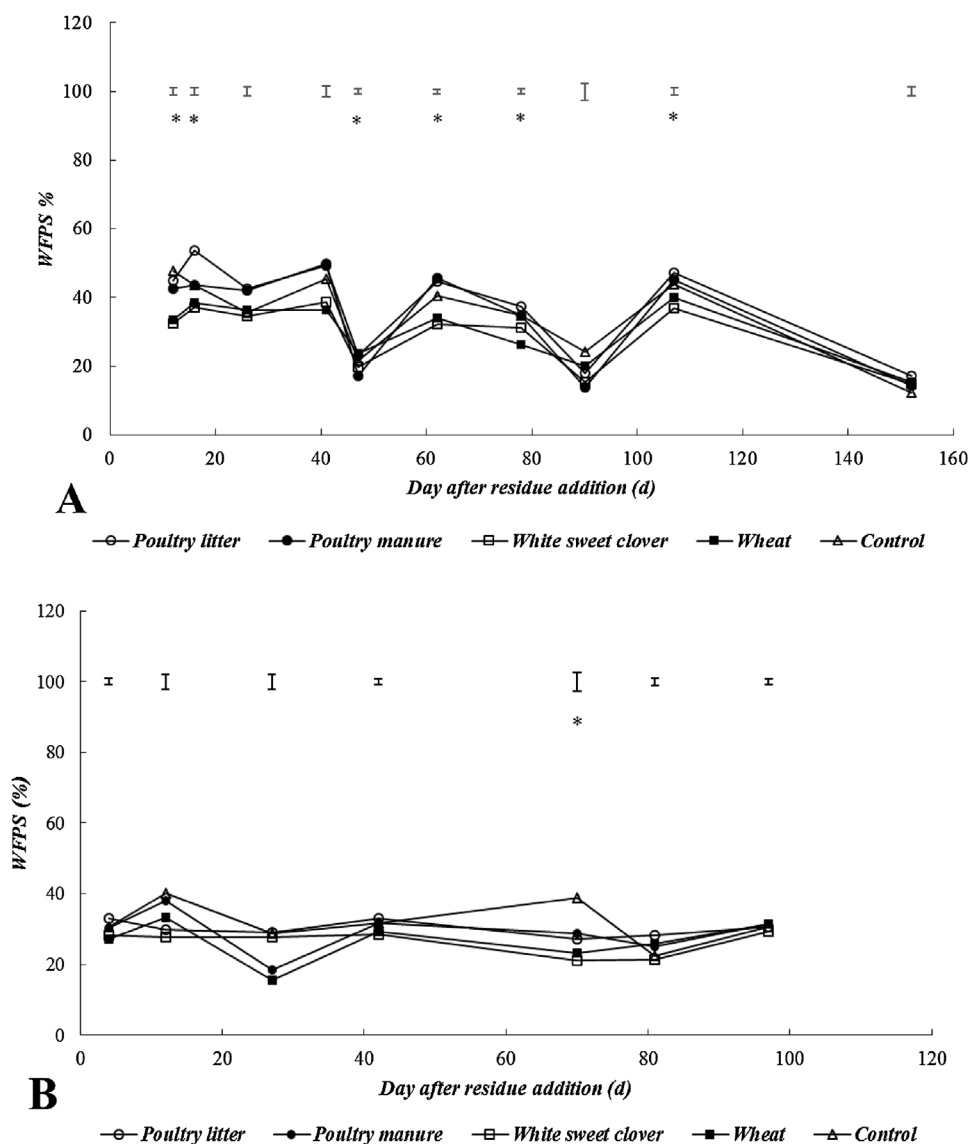 120
100
* * * * * *
80
60
40
20
0
WFPS %
0 20 40 60 80 100 120 140 160
Day after residue addition (d)
A
Poultry litter Poultry manure White sweet clover Wheat Control
120
100
*
80
60
40
20
0
WFPS (%)
0 20 40 60 80 100 120
Day after residue addition (d)
B
Poultry litter Poultry manure White sweet clover Wheat Control